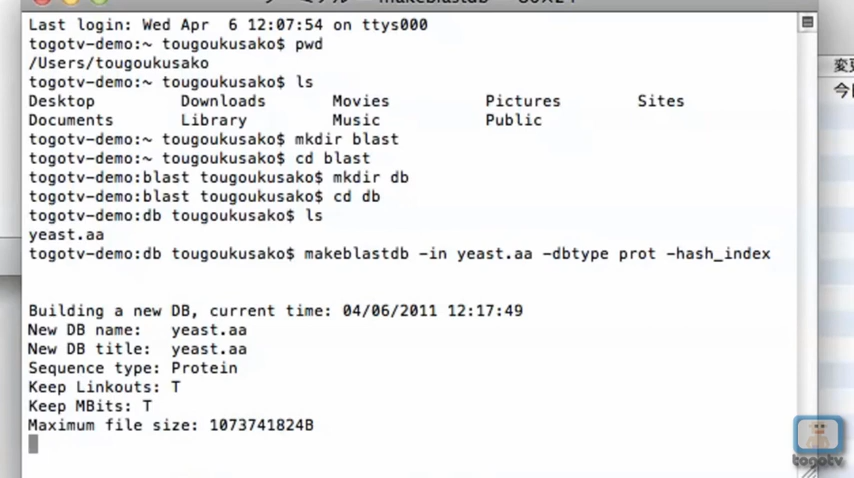 Last login: Wed Apr  6 12:07:54 on ttys000
togotv-demo:~ tougoukusako$ pwd
/Users/tougoukusako
togotv-demo:~ tougoukusako$ ls
Desktop Downloads Movies Pictures Sites
Documents Library Music Public
togotv-demo:~ tougoukusako$ mkdir blast
togotv-demo:~ tougoukusako$ cd blast
togotv-demo:blast tougoukusako$ mkdir db
togotv-demo:blast tougoukusako$ cd db
togotv-demo:db tougoukusako$ ls
yeast.aa
togotv-demo:db tougoukusako$ makeblastdb -in yeast.aa -dbtype prot -hash_index
Building a new DB, current time: 04/06/2011 12:17:49
New DB name:   yeast.aa
New DB title:  yeast.aa
Sequence type: Protein
Keep Linkouts: T
Keep MBits: T
Maximum file size: 1073741824B
変更
今日
togotv